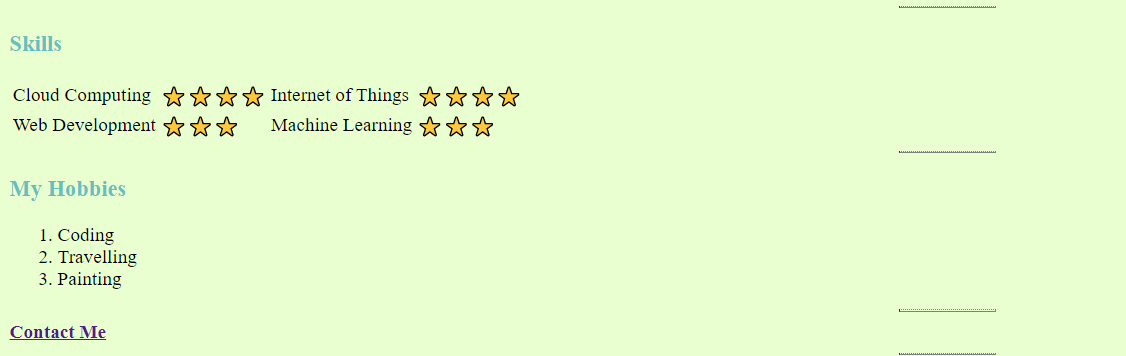 Skills
Cloud Computing ⭐⭐⭐⭐ Internet of Things ⭐⭐⭐⭐
Web Development ⭐⭐⭐ Machine Learning ⭐⭐⭐
My Hobbies
1. Coding
2. Travelling
3. Painting
Contact Me